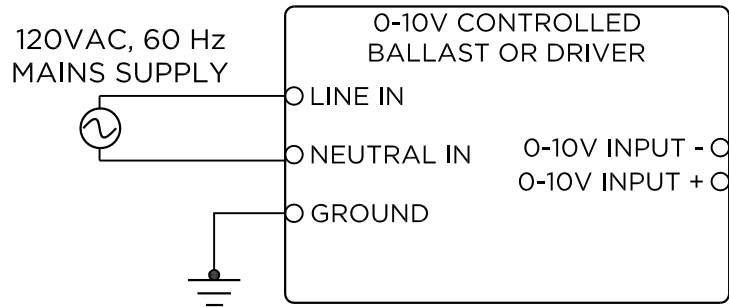 120VAC, 60 Hz
MAINS SUPPLY
0-10V CONTROLLED
BALLAST OR DRIVER
LINE IN
NEUTRAL IN
GROUND
0-10V INPUT -
0-10V INPUT +